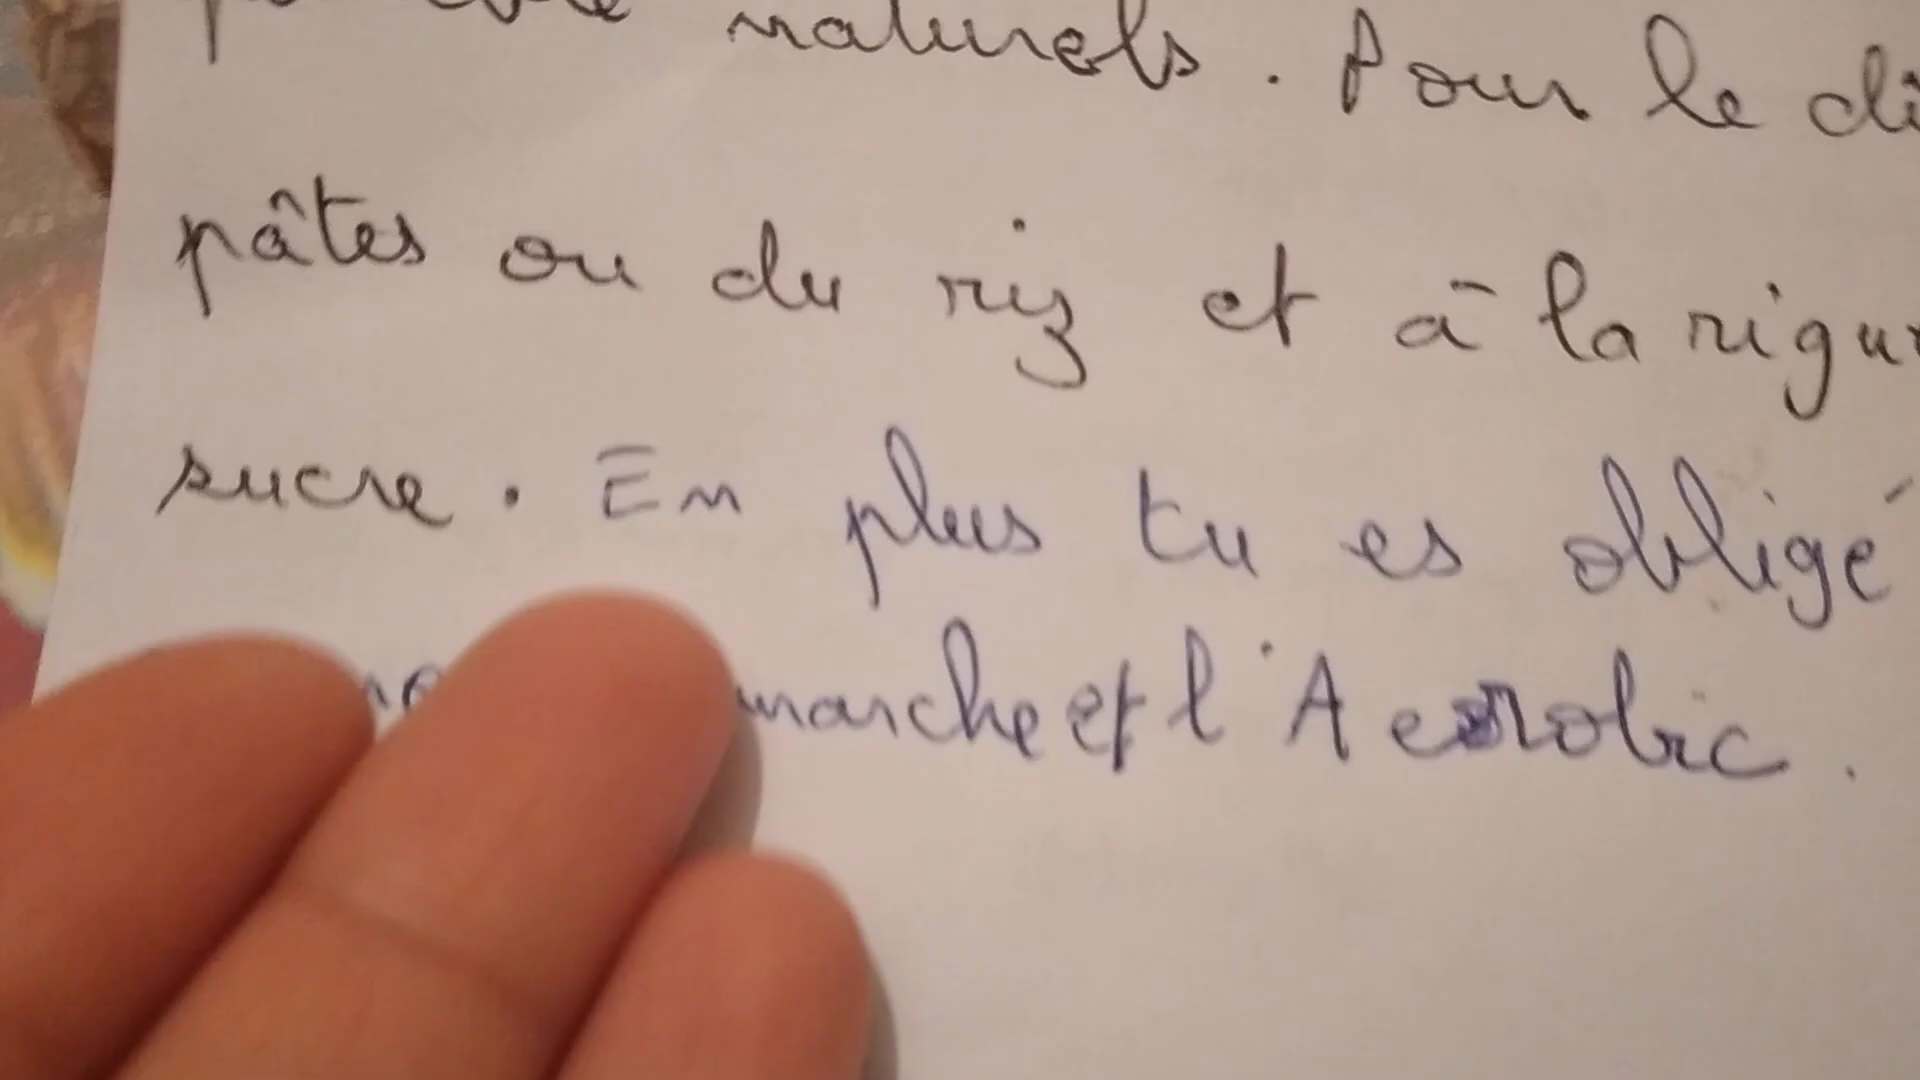 naturels. Pour le
pâtes ou du riz et à la
sucre. En plus tu es obligé
marche et l'Aerobic.